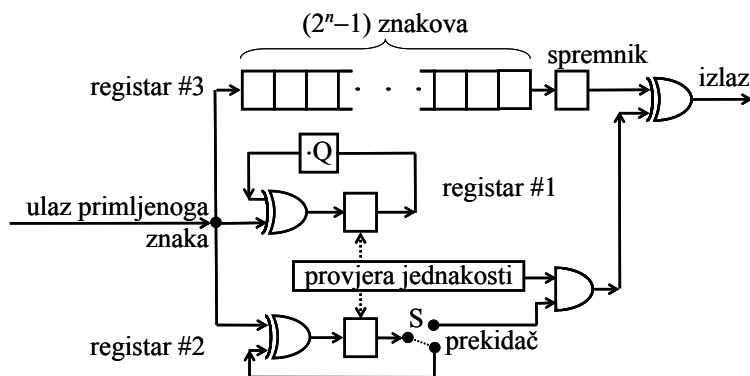 (2ⁿ−1) znakova
spremnik
izlaz
registar #3
·Q
registar #1
ulaz primljenoga
znaka
provjera jednakosti
S
prekidač
registar #2